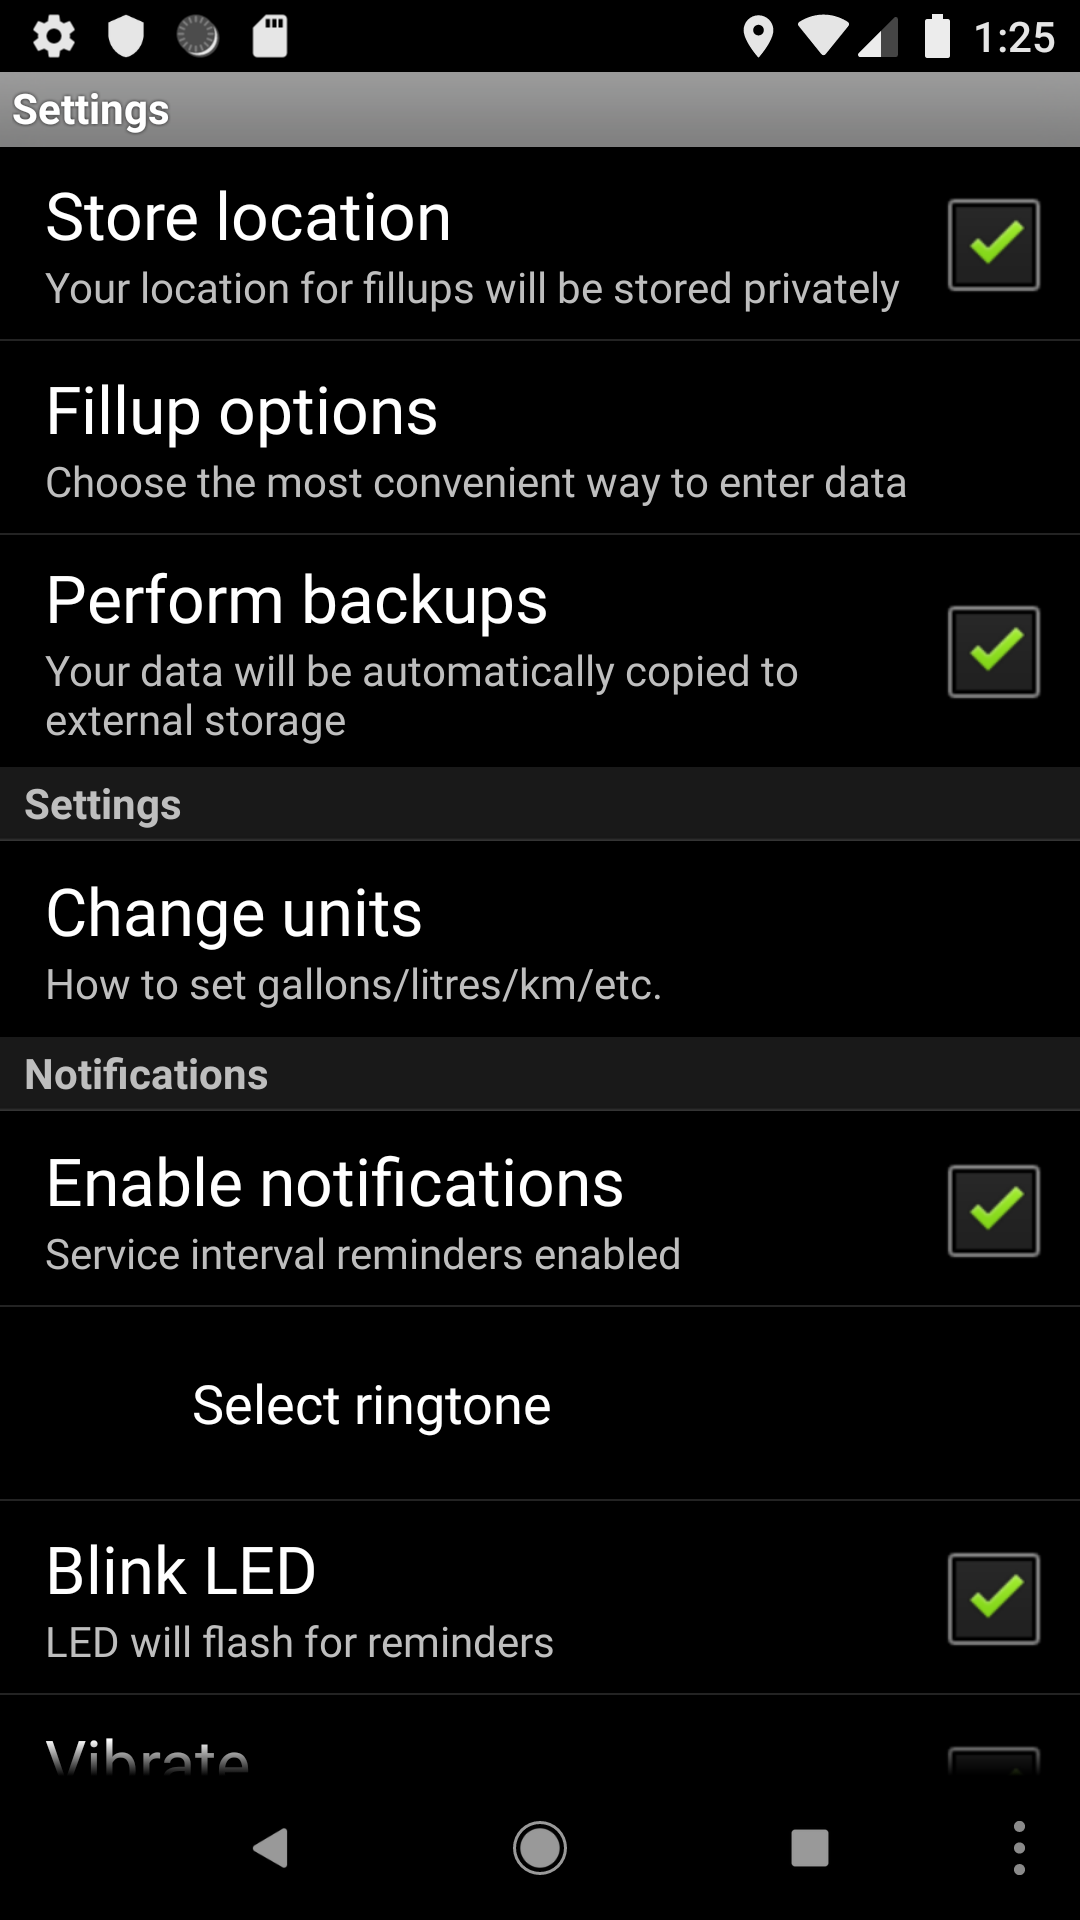 1:25
Settings
Store location
Your location for fillups will be stored privately
Fillup options
Choose the most convenient way to enter data
Perform backups
Your data will be automatically copied to
external storage
Settings
Change units
How to set gallons/litres/km/etc.
Notifications
Enable notifications
Service interval reminders enabled
Select ringtone
Blink LED
LED will flash for reminders
Vibrate